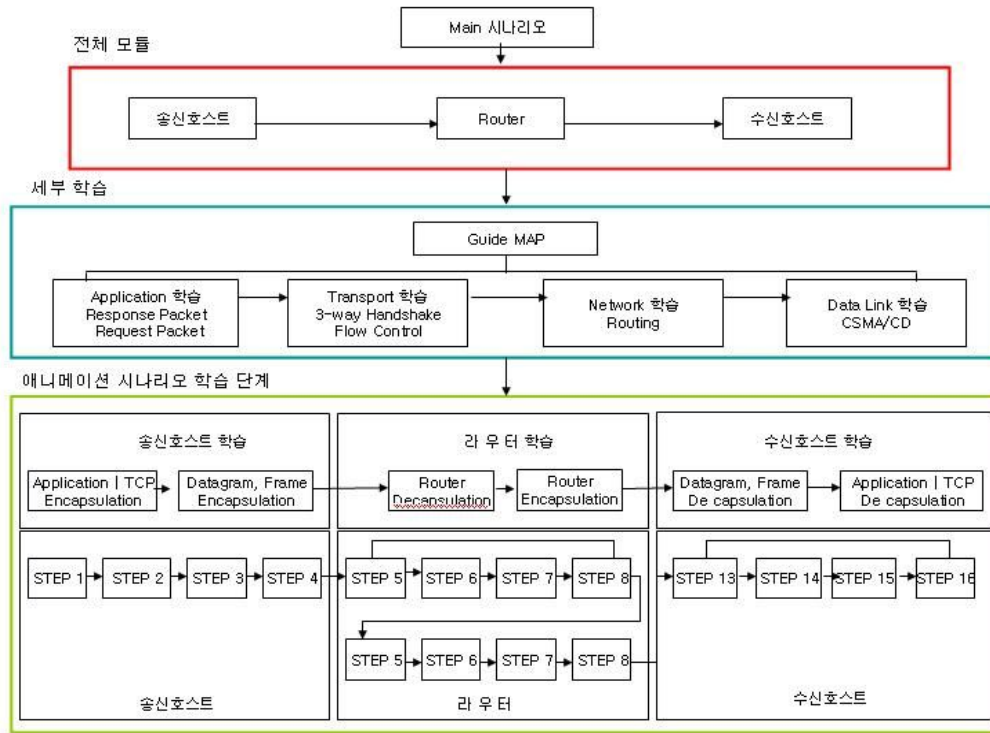 Main 시나리오
전체 모듈
송신호스트
Router
수신호스트
세부 학습
Guide MAP
Application 학습
Response Packet
Request Packet
Transport 학습
3-way Handshake
Flow Control
Network 학습
Routing
Data Link 학습
CSMA/CD
애니메이션 시나리오 학습 단계
송신호스트 학습
라 우터 학습
수신호스트 학습
Application | TCP
Encapsulation
Datagram, Frame
Encapsulation
Router
Decapsulation
Router
Encapsulation
Datagram, Frame
De capsulation
Application | TCP
De capsulation
STEP 1
STEP 2
STEP 3
STEP 4
STEP 5
STEP 6
STEP 7
STEP 8
STEP 13
STEP 14
STEP 15
STEP 16
STEP 5
STEP 6
STEP 7
STEP 8
송신호스트
라 우터
수신호스트